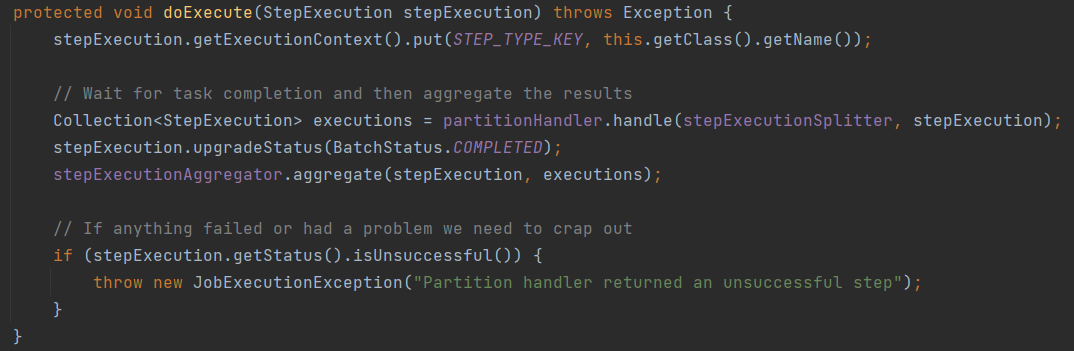 protected void doExecute(StepExecution stepExecution) throws Exception {
    stepExecution.getExecutionContext().put(STEP_TYPE_KEY, this.getClass().getName());

    // Wait for task completion and then aggregate the results
    Collection<StepExecution> executions = partitionHandler.handle(stepExecutionSplitter, stepExecution);
    stepExecution.upgradeStatus(BatchStatus.COMPLETED);
    stepExecutionAggregator.aggregate(stepExecution, executions);

    // If anything failed or had a problem we need to crap out
    if (stepExecution.getStatus().isUnsuccessful()) {
        throw new JobExecutionException("Partition handler returned an unsuccessful step");
    }
}